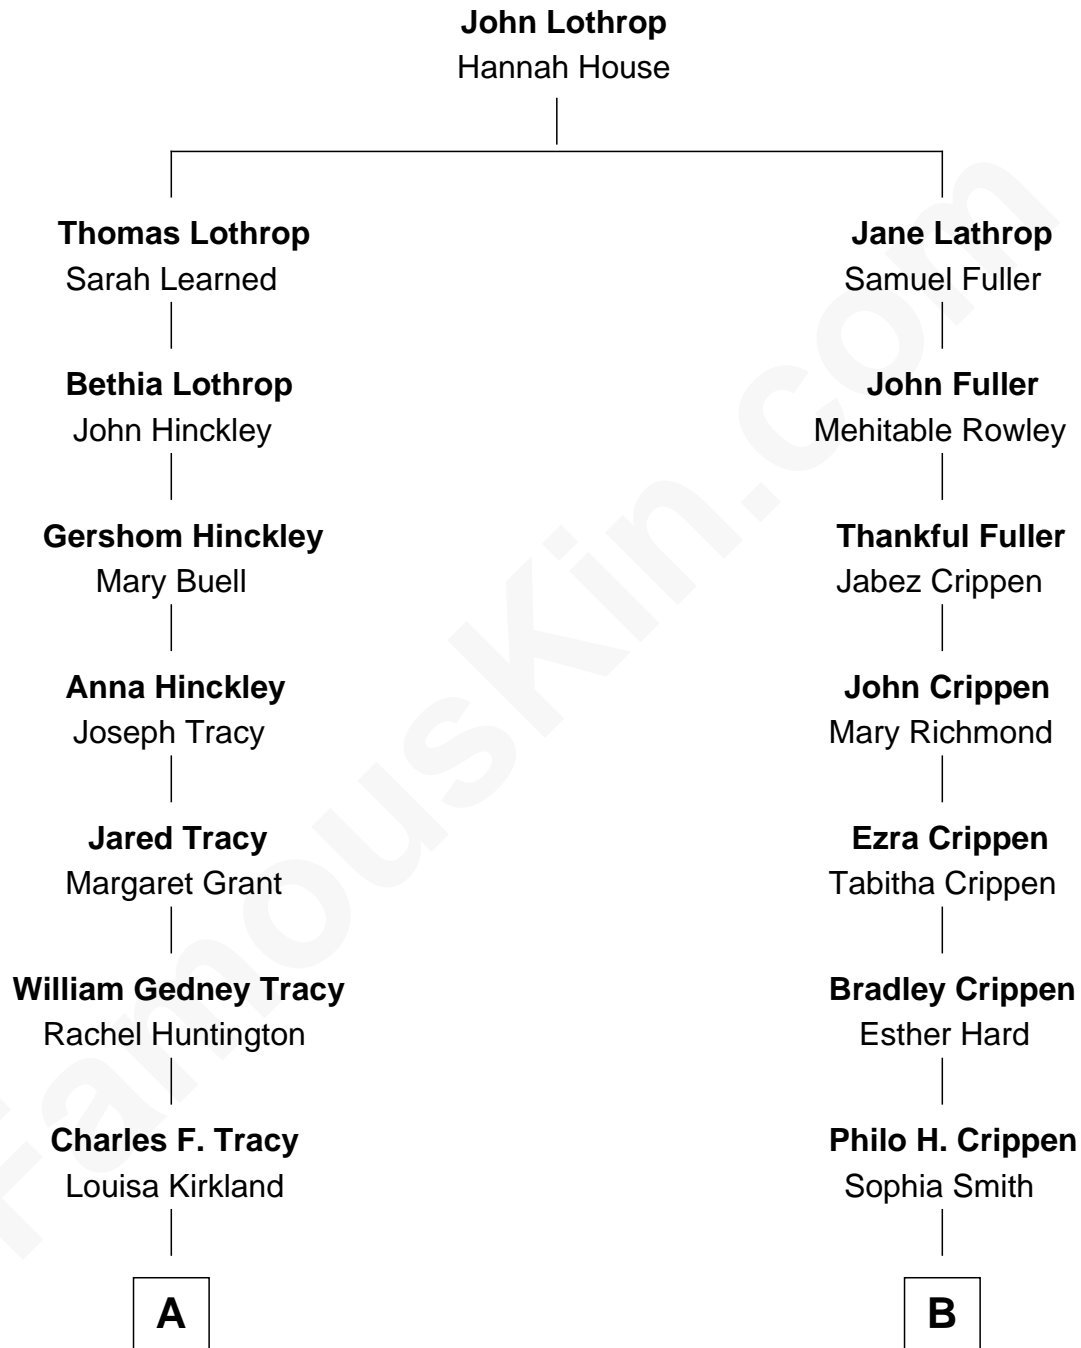 John Lothrop
Hannah House
Thomas Lothrop
Sarah Learned
Jane Lathrop
Samuel Fuller
Bethia Lothrop
John Hinckley
John Fuller
Mehitable Rowley
Gershom Hinckley
Mary Buell
Thankful Fuller
Jabez Crippen
Anna Hinckley
Joseph Tracy
John Crippen
Mary Richmond
Jared Tracy
Margaret Grant
Ezra Crippen
Tabitha Crippen
William Gedney Tracy
Rachel Huntington
Bradley Crippen
Esther Hard
Charles F. Tracy
Louisa Kirkland
Philo H. Crippen
Sophia Smith
A
B
FamousKin.com